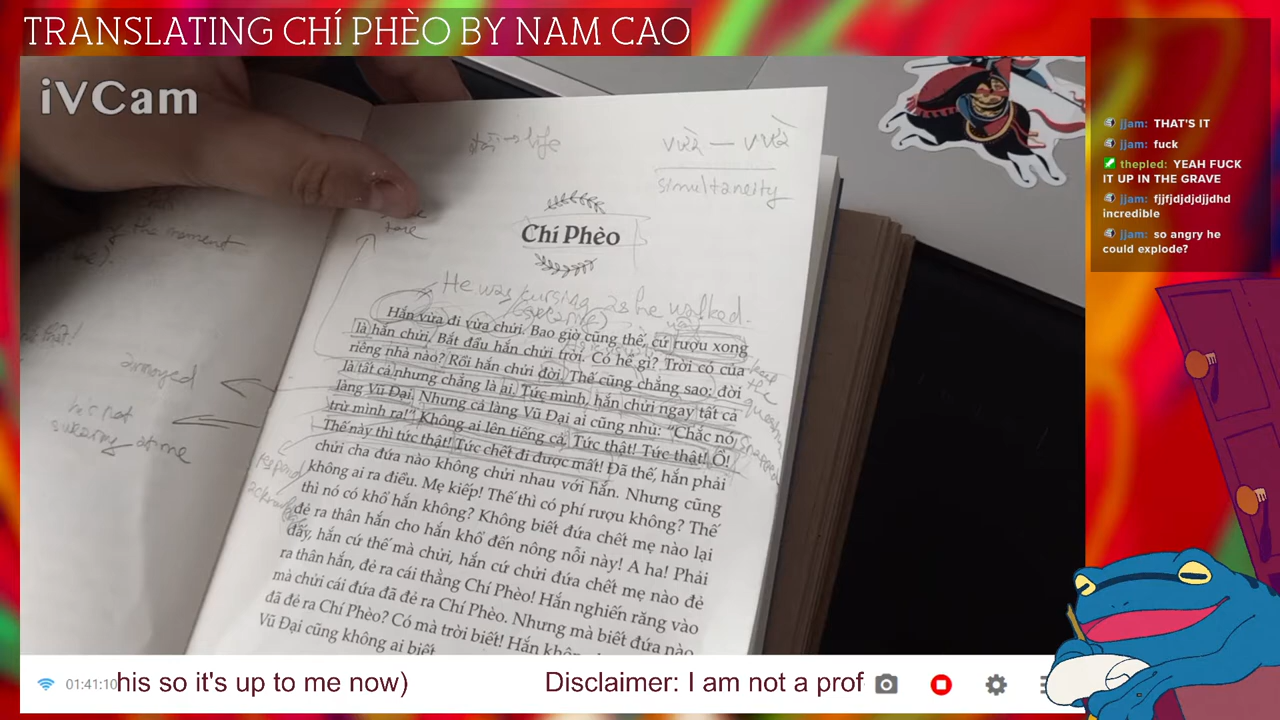 TRANSLATING CHÍ PHÈO BY NAM CAO
iVCam
life
vừa — vừa
simultaneity
the moment
Chí Phèo
He was cursing as he walked.
Hắn vừa đi vừa chửi. Bao giờ cũng thế, cứ rượu xong
là hắn chửi. Bắt đầu hắn chửi trời. Có hề gì? Trời có của
riêng nhà nào? Rồi hắn chửi đời. Thế cũng chẳng sao: đời
là tất cả nhưng chẳng là ai. Tức mình, hắn chửi ngay tất cả
làng Vũ Đại. Nhưng cả làng Vũ Đại ai cũng nhủ: "Chắc nó
trừ mình ra!" Không ai lên tiếng cả. Tức thật! Tức thật! Ồ!
Thế này thì tức thật! Tức chết đi được mất! Đã thế, hắn phải
chửi cha đứa nào không chửi nhau với hắn. Nhưng cũng
không ai ra điều. Mẹ kiếp! Thế thì có phí rượu không? Thế
thì nó có khổ hắn không? Không biết đứa chết mẹ nào lại
đẻ ra thân hắn cho hắn khổ đến nông nỗi này! A ha! Phải
đấy, hắn cứ thế mà chửi, hắn cứ chửi đứa chết mẹ nào đẻ
ra thân hắn, đẻ ra cái thằng Chí Phèo! Hắn nghiến răng vào
mà chửi cái đứa đã đẻ ra Chí Phèo. Nhưng mà biết đứa nào
đã đẻ ra Chí Phèo? Có mà trời biết! Hắn
Vũ Đại cũng không ai biết
annoyed
he's not
swearing at me
respond
the
jjam: THAT'S IT
jjam: fuck
thepled: YEAH FUCK
IT UP IN THE GRAVE
jjam: fjjfjdjdjdjjdhd
incredible
jjam: so angry he
could explode?
01:41:10
his so it's up to me now)
Disclaimer: I am not a prof